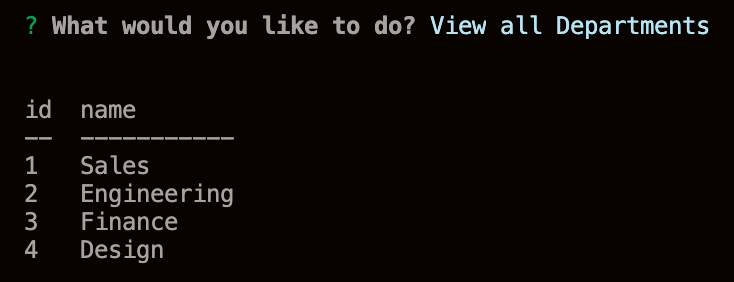 ? What would you like to do? View all Departments
id  name
--  -----------
1   Sales
2   Engineering
3   Finance
4   Design